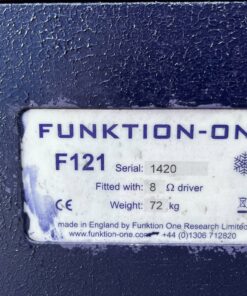 FUNKTION-ON
F121 Serial: 1420
Fitted with: 8 Ω driver
CE Weight: 72 kg
made in England by Funktion One Research Limited
www.funktion-one.com +44 (0)1306 712820